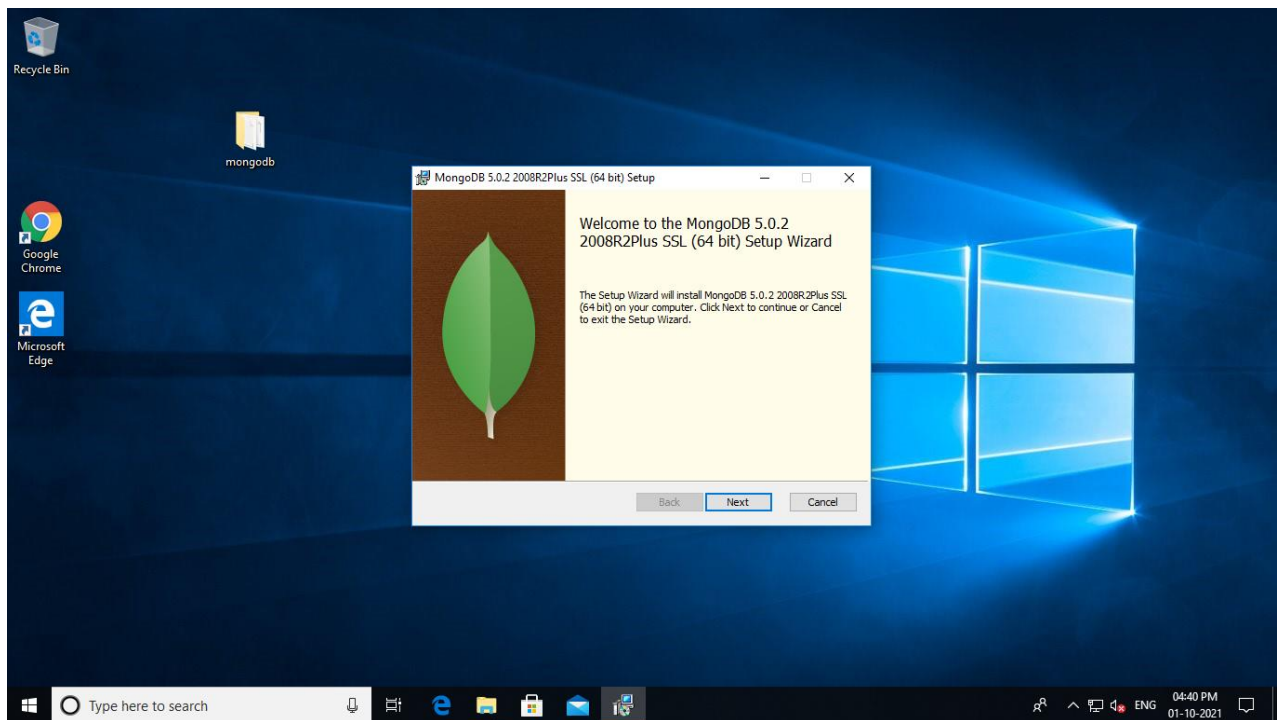 Recycle Bin
mongodb
Google
Chrome
Microsoft
Edge
MongoDB 5.0.2 2008R2Plus SSL (64 bit) Setup
Welcome to the MongoDB 5.0.2
2008R2Plus SSL (64 bit) Setup Wizard
The Setup Wizard will install MongoDB 5.0.2 2008R2Plus SSL
(64 bit) on your computer. Click Next to continue or Cancel
to exit the Setup Wizard.
Back Next Cancel
Type here to search
ENG
04:40 PM
01-10-2021